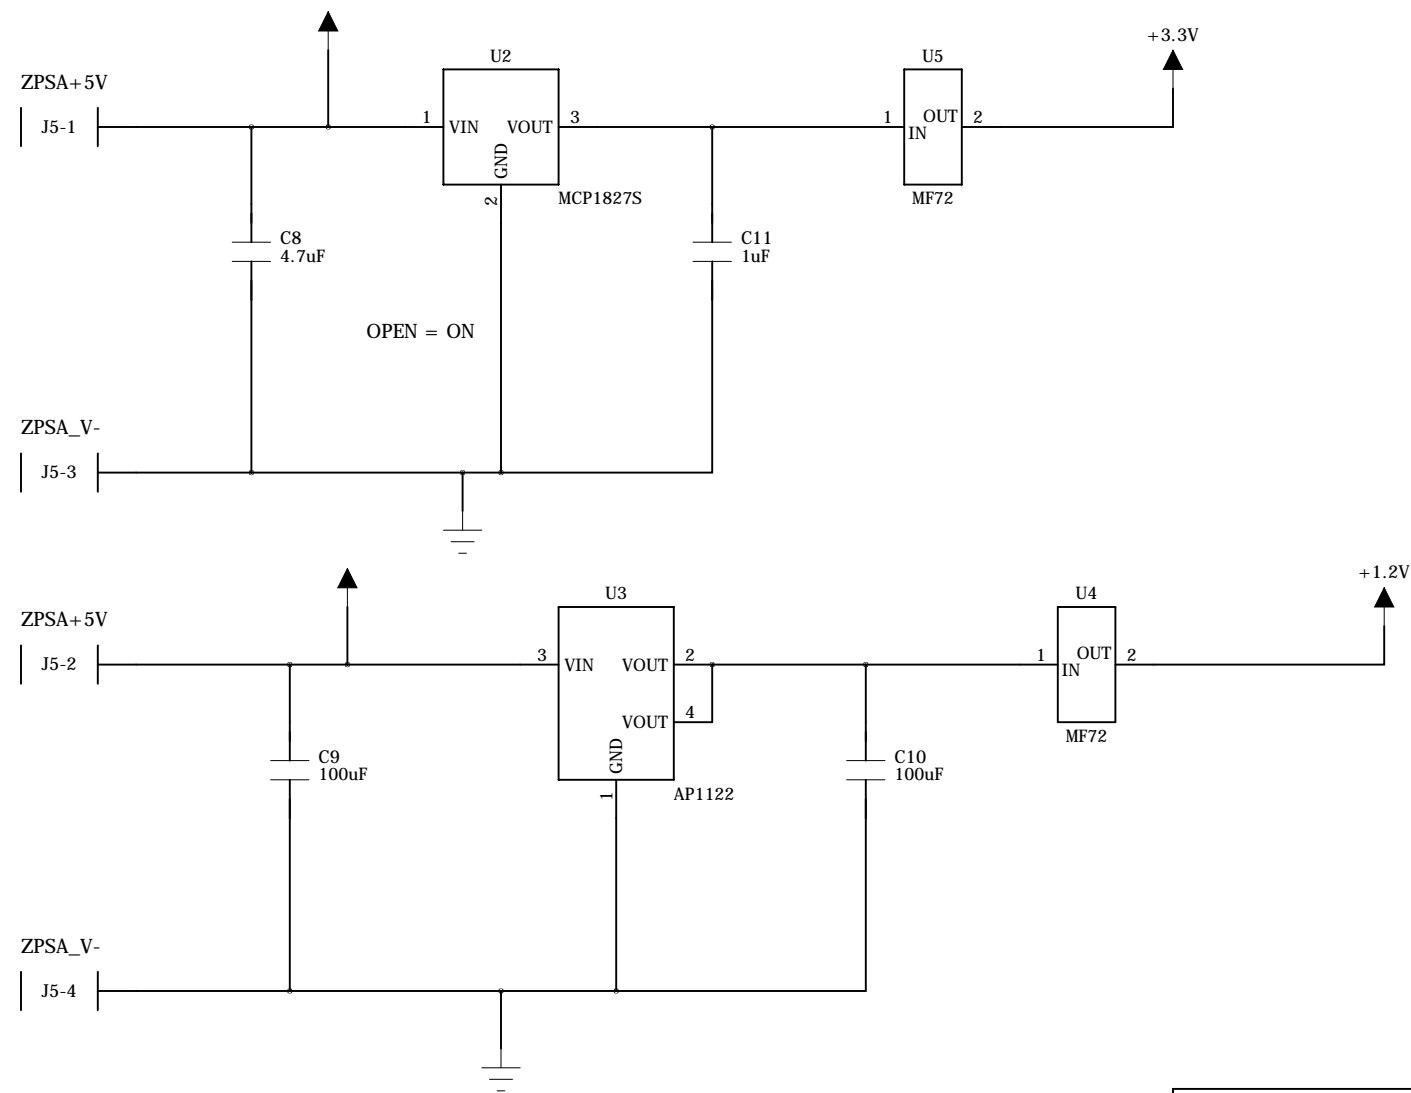 +3.3V
U2
U5
ZPSA+5V
J5-1
1
VIN
VOUT
3
1
OUT
IN
2
GND
2
MCP1827S
MF72
C8
4.7uF
C11
1uF
OPEN = ON
ZPSA_V-
J5-3
+1.2V
U3
U4
ZPSA+5V
J5-2
3
VIN
VOUT
2
1
OUT
IN
2
VOUT
4
GND
1
AP1122
MF72
C9
100uF
C10
100uF
ZPSA_V-
J5-4